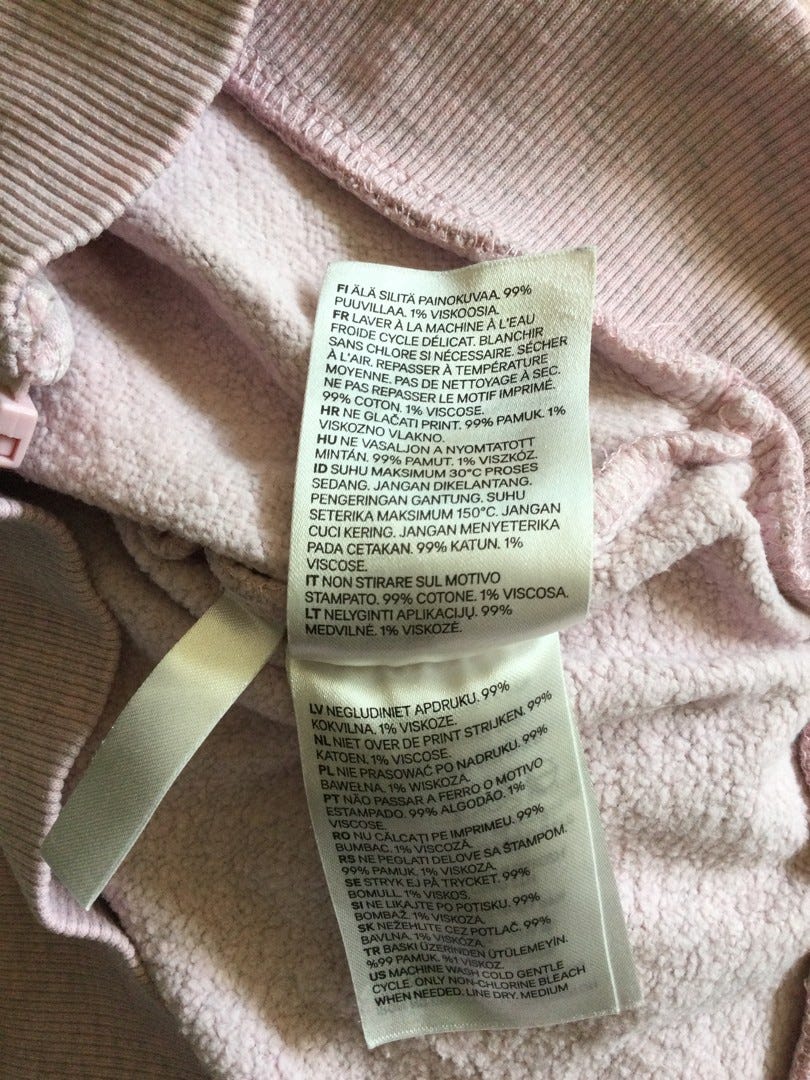 FI ÄLÄ SILITÄ PAINOKUVAA. 99%
PUUVILLAA. 1% VISKOOSIA.
FR LAVER À LA MACHINE À L'EAU
FROIDE CYCLE DÉLICAT. BLANCHIR
SANS CHLORE SI NÉCESSAIRE. SÉCHER
À L'AIR. REPASSER À TEMPÉRATURE
MOYENNE. PAS DE NETTOYAGE À SEC.
NE PAS REPASSER LE MOTIF IMPRIMÉ.
99% COTON. 1% VISCOSE.
HR NE GLAČATI PRINT. 99% PAMUK. 1%
VISKOZNO VLAKNO.
HU NE VASALJON A NYOMTATOTT
MINTÁN. 99% PAMUT. 1% VISZKÓZ.
ID SUHU MAKSIMUM 30°C PROSES
SEDANG. JANGAN DIKELANTANG.
PENGERINGAN GANTUNG. SUHU
SETERIKA MAKSIMUM 150°C. JANGAN
CUCI KERING. JANGAN MENYETERIKA
PADA CETAKAN. 99% KATUN. 1%
VISCOSE.
IT NON STIRARE SUL MOTIVO
STAMPATO. 99% COTONE. 1% VISCOSA.
LT NELYGINTI APLIKACIJŲ. 99%
MEDVILNĖ. 1% VISKOZĖ.
LV NEGLUDINIET APDRUKU. 99%
KOKVILNA. 1% VISKOZE.
NL NIET OVER DE PRINT STRIJKEN. 99%
KATOEN. 1% VISCOSE.
PL NIE PRASOWAĆ PO NADRUKU. 99%
BAWEŁNA. 1% WISKOZA.
PT NÃO PASSAR A FERRO O MOTIVO
ESTAMPADO. 99% ALGODÃO. 1%
VISCOSE.
RO NU CĂLCAȚI PE IMPRIMEU. 99%
BUMBAC. 1% VISCOZĂ.
RS NE PEGLATI DELOVE SA ŠTAMPOM.
99% PAMUK. 1% VISKOZA.
SE STRYK EJ PÅ TRYCKET. 99%
BOMULL. 1% VISKOS.
SI NE LIKAJTE PO POTISKU. 99%
BOMBAŽ. 1% VISKOZA.
SK NEŽEHLITE CEZ POTLAČ. 99%
BAVLNA. 1% VISKÓZA.
TR BASKI ÜZERİNDEN ÜTÜLEMEYİN.
%99 PAMUK. %1 VISKOZ.
US MACHINE WASH COLD GENTLE
CYCLE. ONLY NON-CHLORINE BLEACH
WHEN NEEDED. LINE DRY. MEDIUM